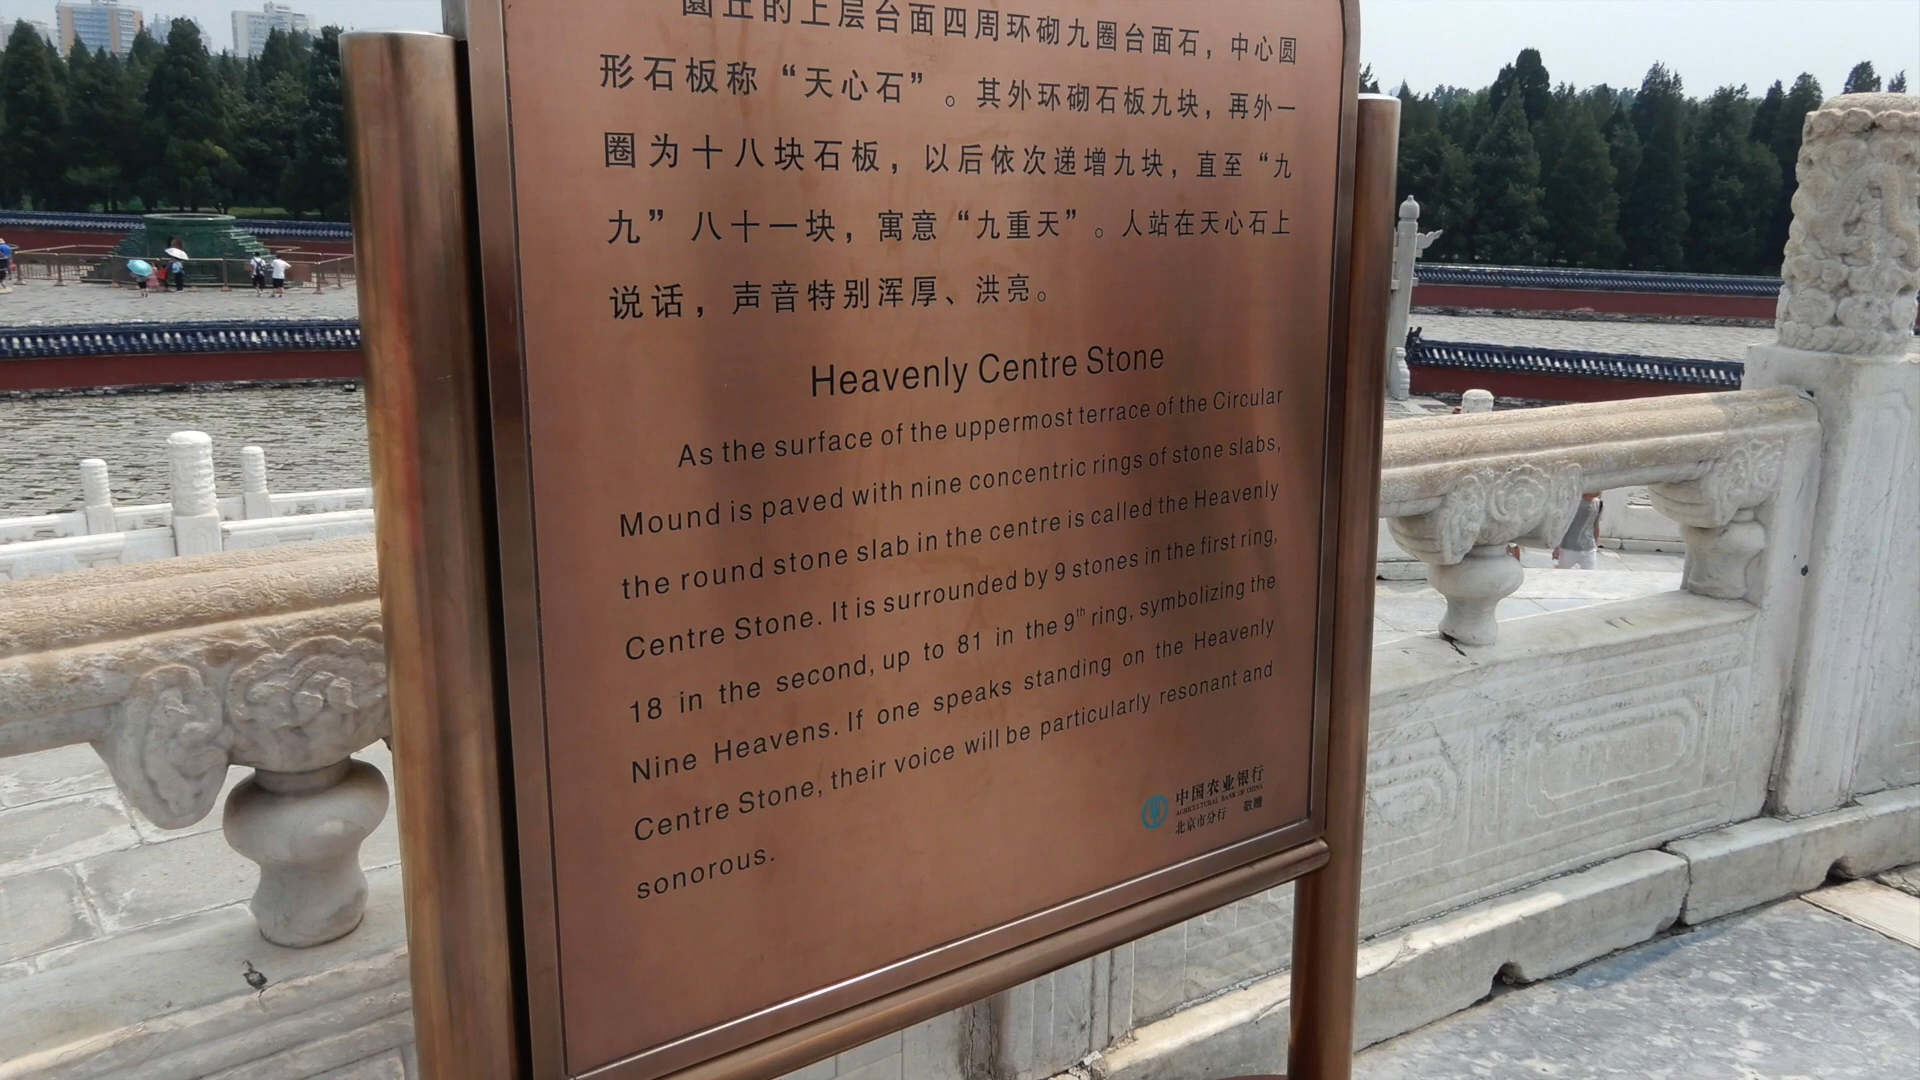 圜丘的上层台面四周环砌九圈台面石，中心圆
形石板称“天心石”。其外环砌石板九块，再外一
圈为十八块石板，以后依次递增九块，直至“九
九”八十一块，寓意“九重天”。人站在天心石上
说话，声音特别浑厚、洪亮。
Heavenly Centre Stone
As the surface of the uppermost terrace of the Circular
Mound is paved with nine concentric rings of stone slabs,
the round stone slab in the centre is called the Heavenly
Centre Stone. It is surrounded by 9 stones in the first ring,
18 in the second, up to 81 in the 9th ring, symbolizing the
Nine Heavens. If one speaks standing on the Heavenly
Centre Stone, their voice will be particularly resonant and
sonorous.
中国农业银行
AGRICULTURAL BANK OF CHINA
北京市分行 敬赠